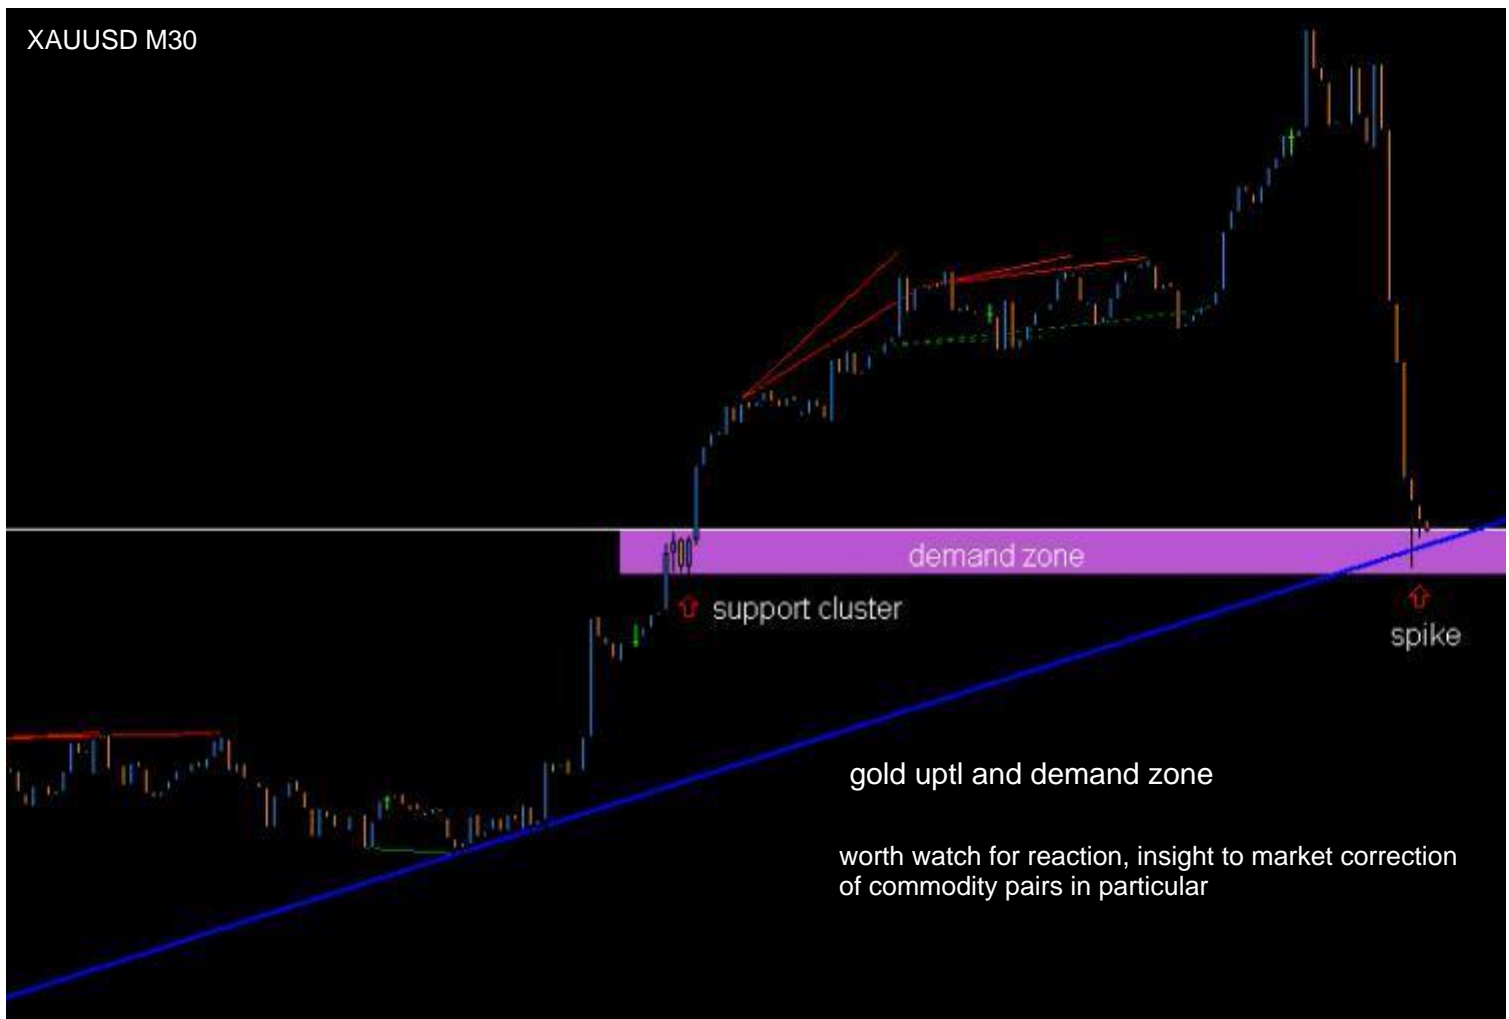 XAUUSD M30
demand zone
support cluster
spike
gold uptl and demand zone
worth watch for reaction, insight to market correction
of commodity pairs in particular